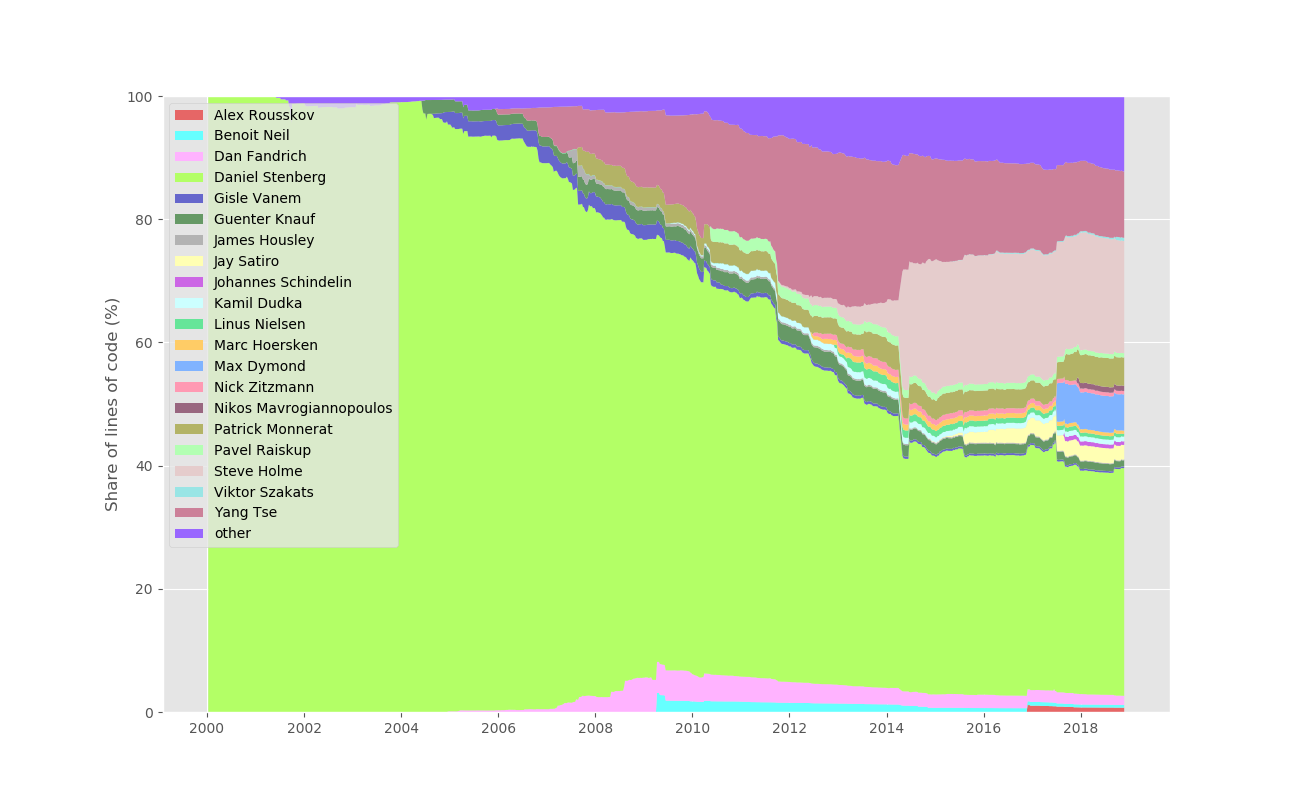 100
80
60
40
20
0
Share of lines of code (%)
Alex Rousskov
Benoit Neil
Dan Fandrich
Daniel Stenberg
Gisle Vanem
Guenter Knauf
James Housley
Jay Satiro
Johannes Schindelin
Kamil Dudka
Linus Nielsen
Marc Hoersken
Max Dymond
Nick Zitzmann
Nikos Mavrogiannopoulos
Patrick Monnerat
Pavel Raiskup
Steve Holme
Viktor Szakats
Yang Tse
other
2000 2002 2004 2006 2008 2010 2012 2014 2016 2018